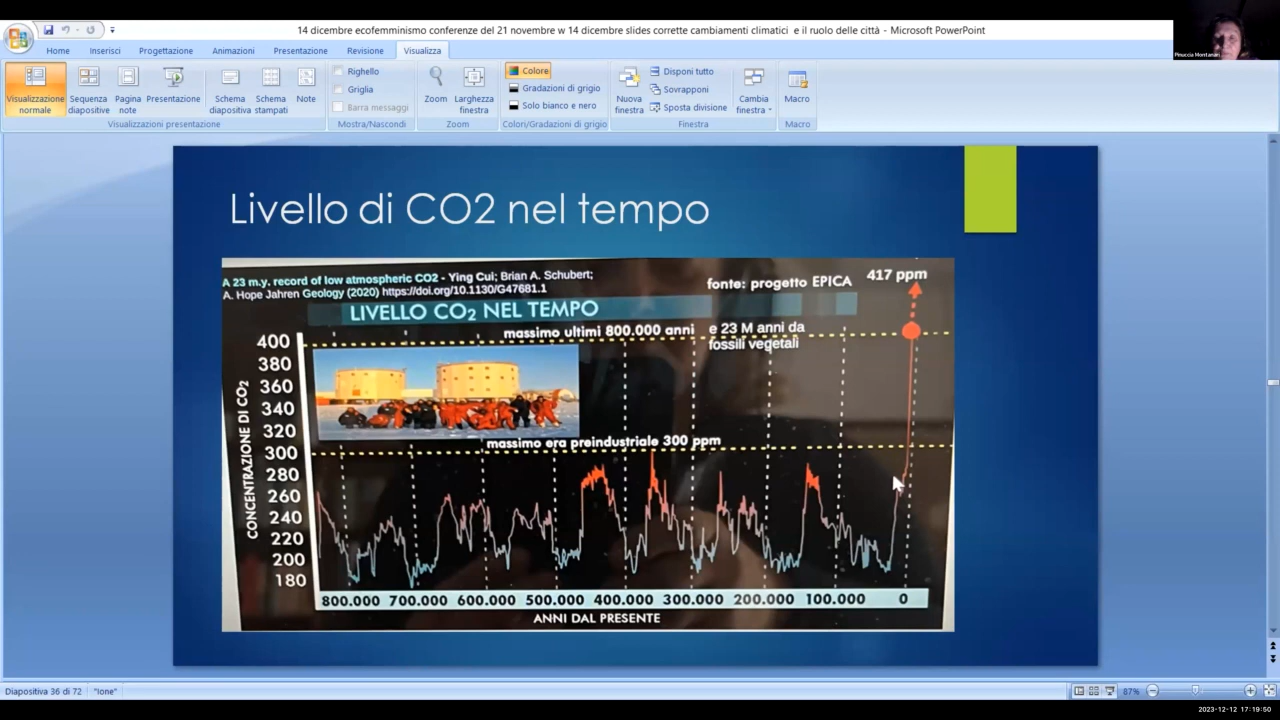 14 dicembre ecofemminismo conferenze del 21 novembre w 14 dicembre slides corrette cambiamenti climatici e il ruolo delle città - Microsoft PowerPoint
Pinuccia Montanari
Home Inserisci Progettazione Animazioni Presentazione Revisione Visualizza
Visualizzazione normale
Sequenza diapositive
Pagina note
Presentazione
Schema diapositiva
Schema stampati
Note
Visualizzazioni presentazione
Righello
Griglia
Barra messaggi
Mostra/Nascondi
Zoom
Larghezza finestra
Zoom
Colore
Gradazioni di grigio
Solo bianco e nero
Colori/Gradazioni di grigio
Nuova finestra
Disponi tutto
Sovrapponi
Sposta divisione
Cambia finestra
Finestra
Macro
Macro
Livello di CO2 nel tempo
A 23 m.y. record of low atmospheric CO2 - Ying Cui; Brian A. Schubert;
A. Hope Jahren Geology (2020) https://doi.org/10.1130/G47681.1
fonte: progetto EPICA
417 ppm
LIVELLO CO2 NEL TEMPO
massimo ultimi 800.000 anni
e 23 M anni da
fossili vegetali
CONCENTRAZIONE DI CO2
400
380
360
340
320
300
280
260
240
220
200
180
massimo era preindustriale 300 ppm
800.000 700.000 600.000 500.000 400.000 300.000 200.000 100.000 0
ANNI DAL PRESENTE
Diapositiva 36 di 72 "Ione" 87%
2023-12-12 17:19:50